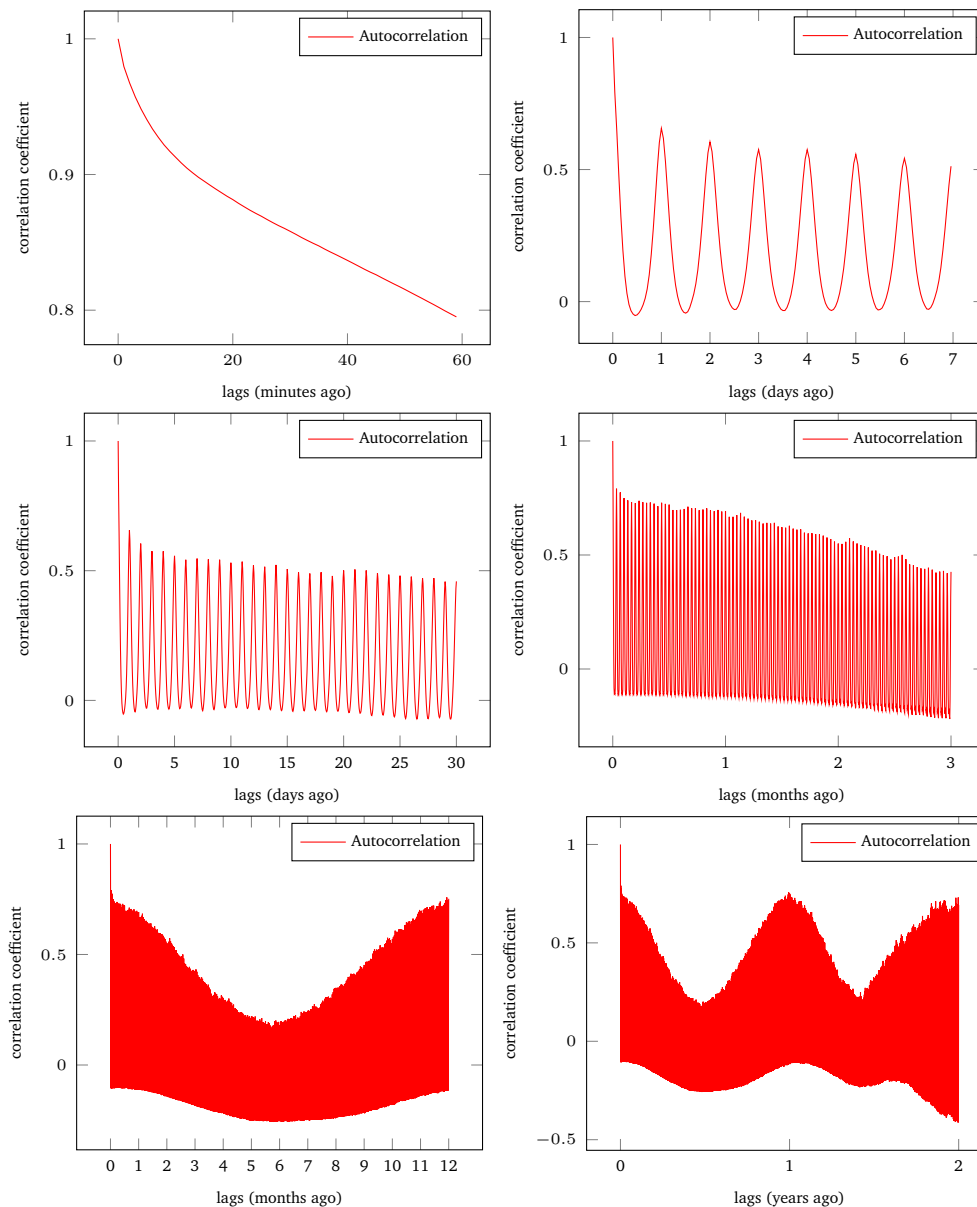 Autocorrelation
1
0.9
0.8
correlation coefficient
0 20 40 60
lags (minutes ago)
Autocorrelation
1
0.5
0
correlation coefficient
0 1 2 3 4 5 6 7
lags (days ago)
Autocorrelation
1
0.5
0
correlation coefficient
0 5 10 15 20 25 30
lags (days ago)
Autocorrelation
1
0.5
0
correlation coefficient
0 1 2 3
lags (months ago)
Autocorrelation
1
0.5
0
correlation coefficient
0 1 2 3 4 5 6 7 8 9 10 11 12
lags (months ago)
Autocorrelation
1
0.5
0
−0.5
correlation coefficient
0 1 2
lags (years ago)